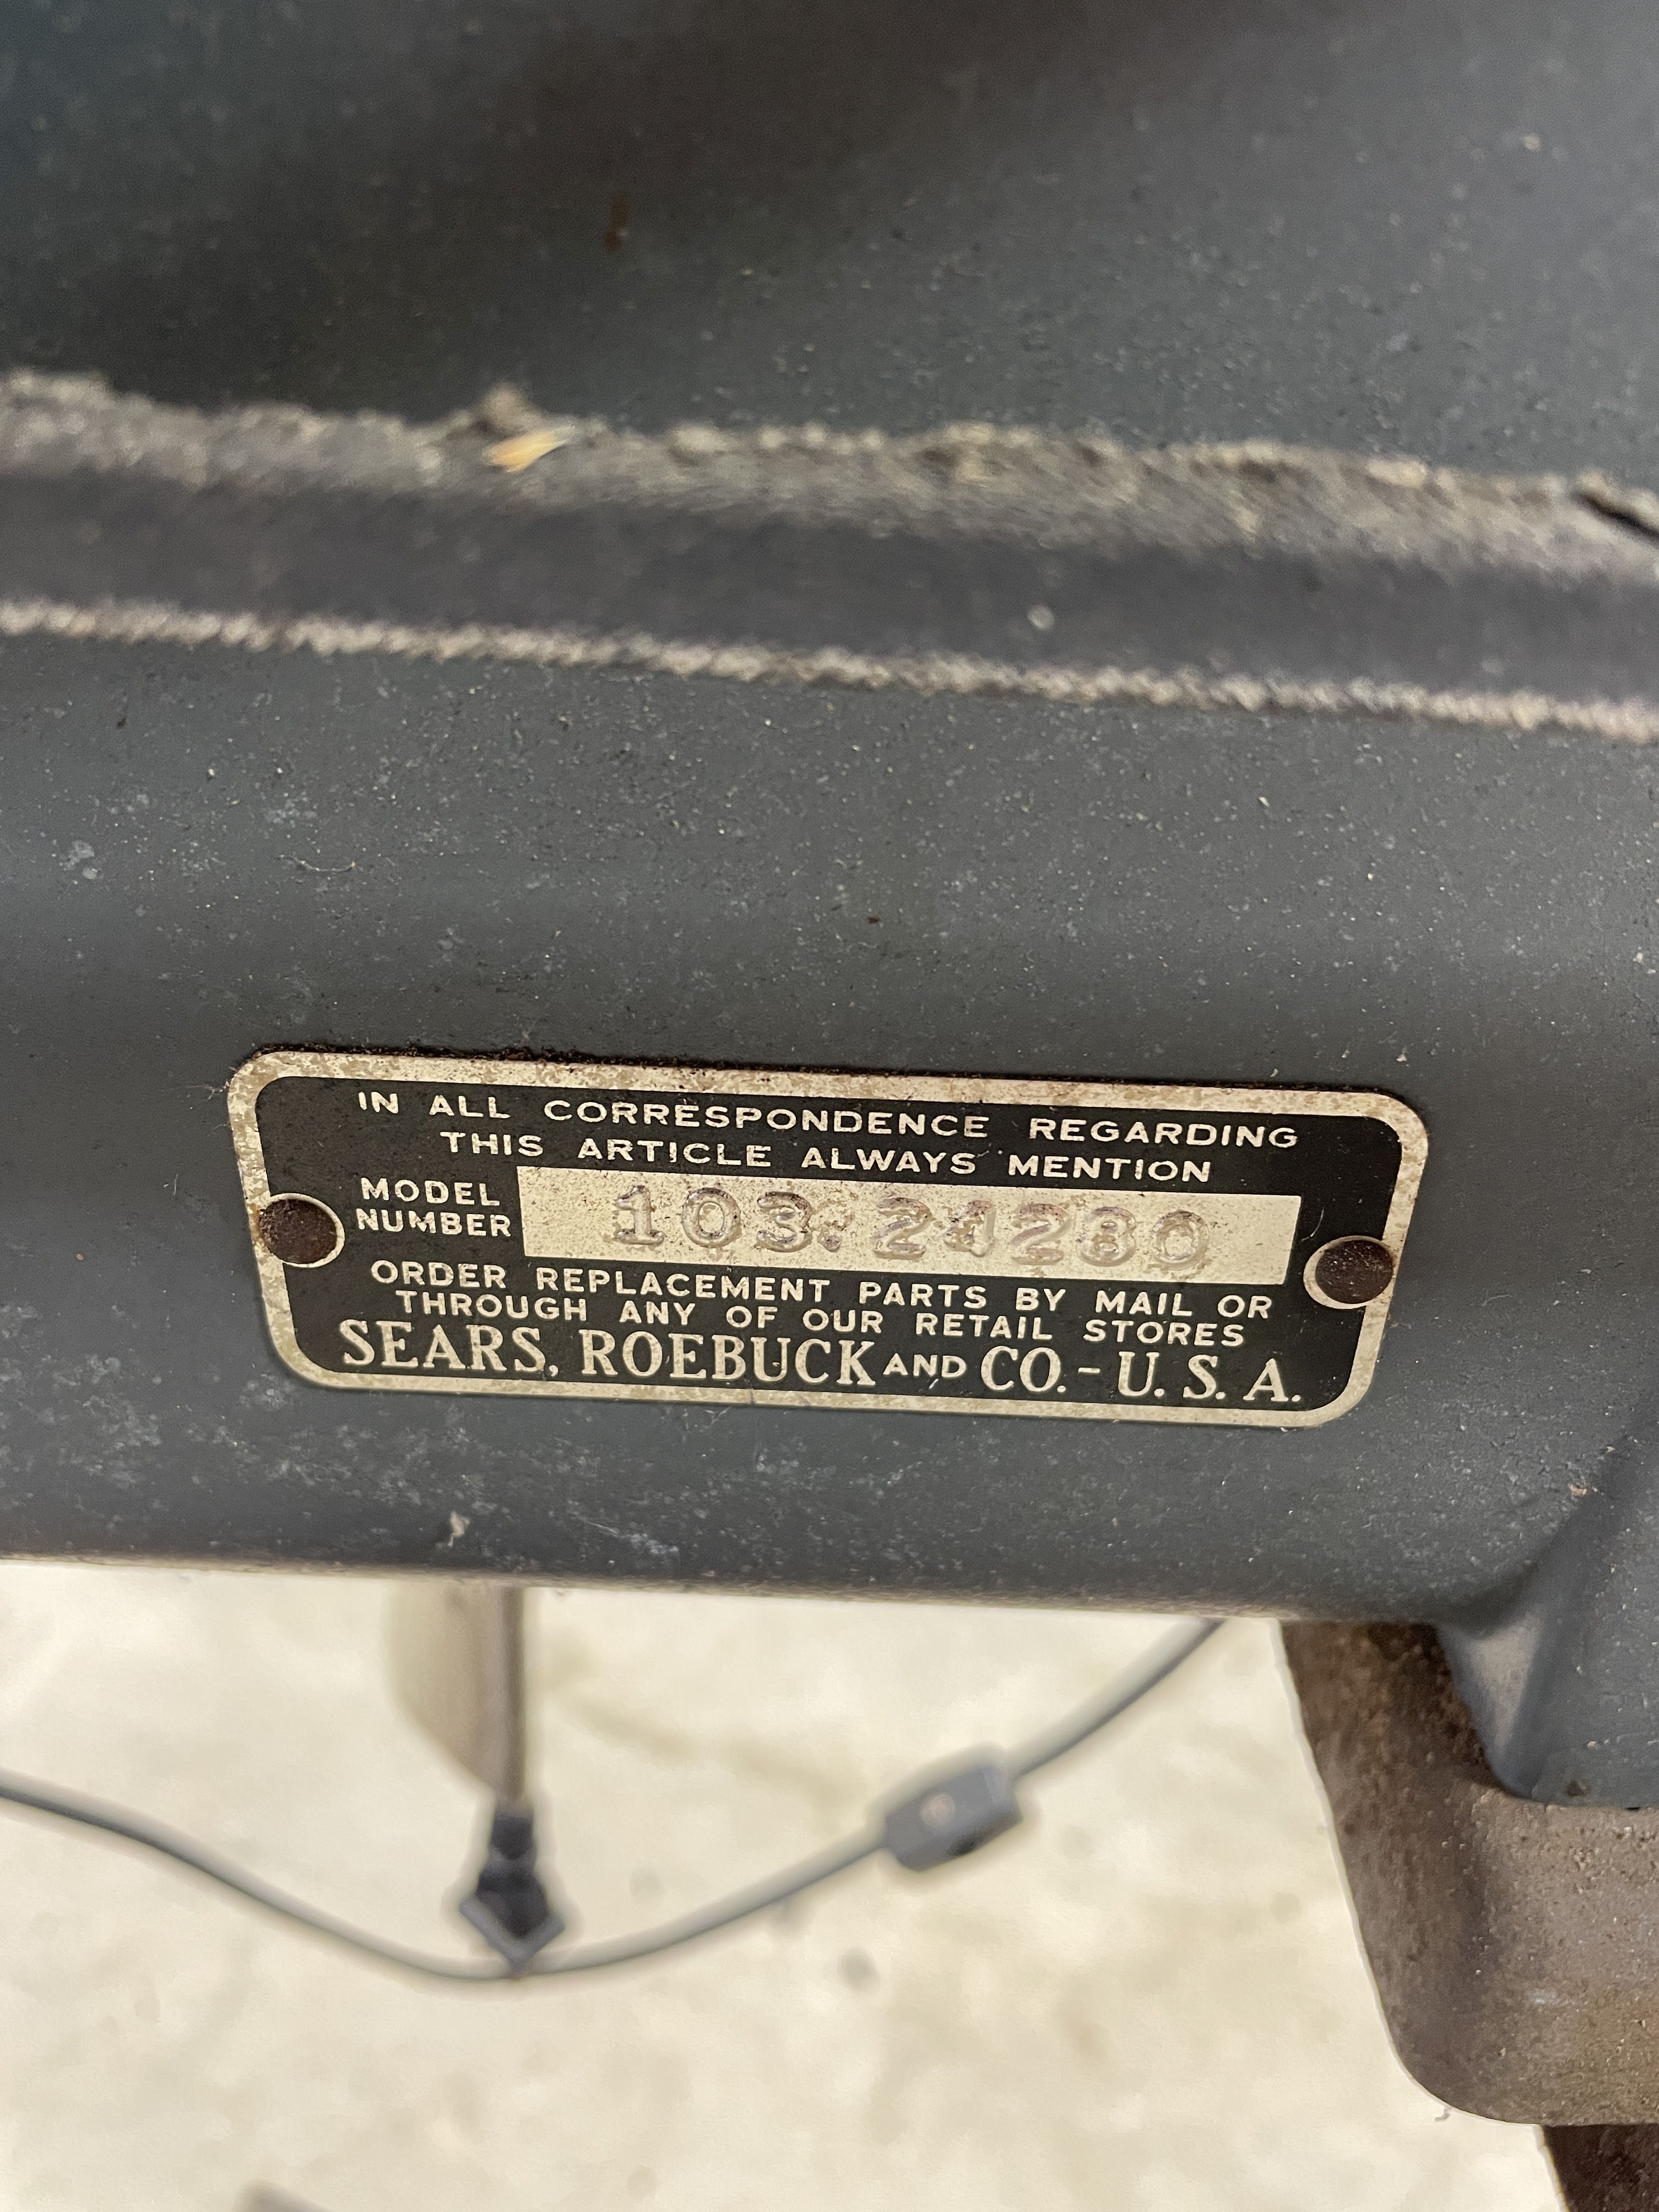 IN ALL CORRESPONDENCE REGARDING
THIS ARTICLE ALWAYS MENTION
MODEL NUMBER 103.24280
ORDER REPLACEMENT PARTS BY MAIL OR
THROUGH ANY OF OUR RETAIL STORES
SEARS, ROEBUCK AND CO. - U. S. A.